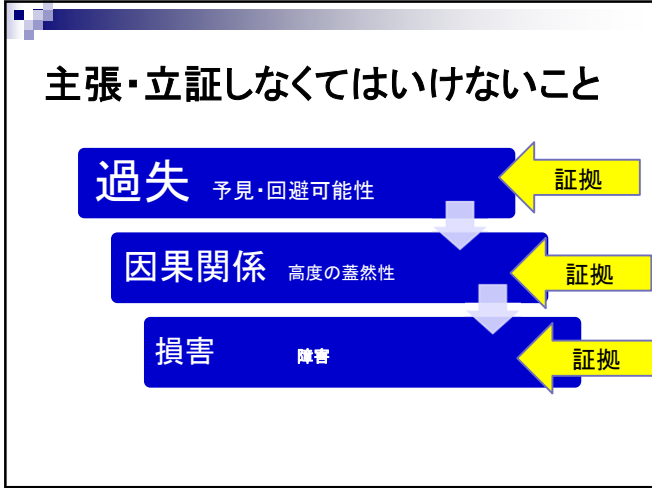 主張・立証しなくてはいけないこと
過失 予見・回避可能性
証拠
因果関係 高度の蓋然性
証拠
損害 障害
証拠